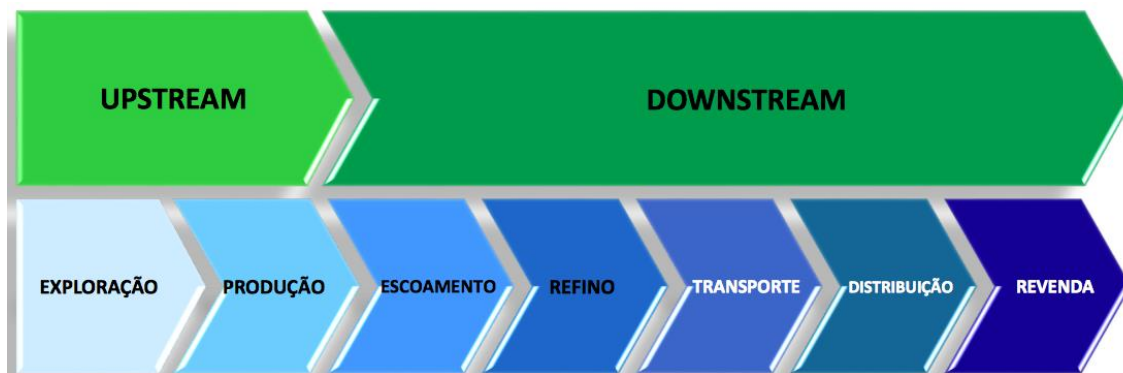 UPSTREAM
DOWNSTREAM
EXPLORAÇÃO
PRODUÇÃO
ESCOAMENTO
REFINO
TRANSPORTE
DISTRIBUIÇÃO
REVENDA